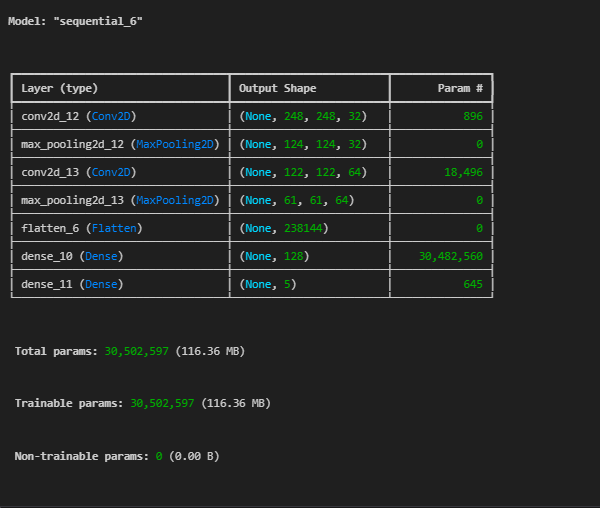 Model: "sequential_6"
Layer (type) Output Shape Param #
conv2d_12 (Conv2D) (None, 248, 248, 32) 896
max_pooling2d_12 (MaxPooling2D) (None, 124, 124, 32) 0
conv2d_13 (Conv2D) (None, 122, 122, 64) 18,496
max_pooling2d_13 (MaxPooling2D) (None, 61, 61, 64) 0
flatten_6 (Flatten) (None, 238144) 0
dense_10 (Dense) (None, 128) 30,482,560
dense_11 (Dense) (None, 5) 645
Total params: 30,502,597 (116.36 MB)
Trainable params: 30,502,597 (116.36 MB)
Non-trainable params: 0 (0.00 B)